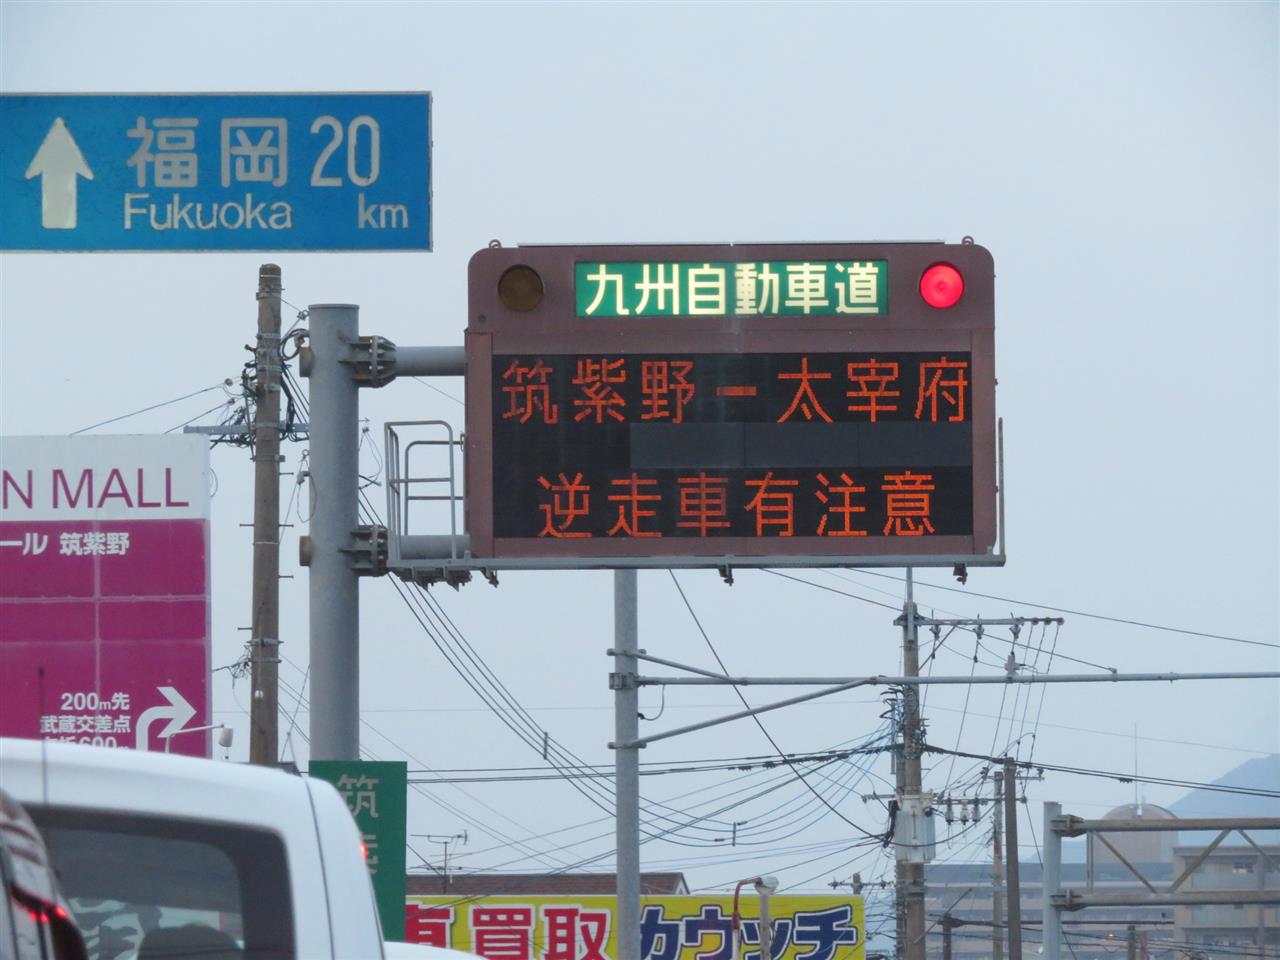 福岡 20
Fukuoka km
九州自動車道
筑紫野ー太宰府
逆走車有注意
N MALL
ール 筑紫野
200m先
武蔵交差点
600
筑
車買取 カウッチ